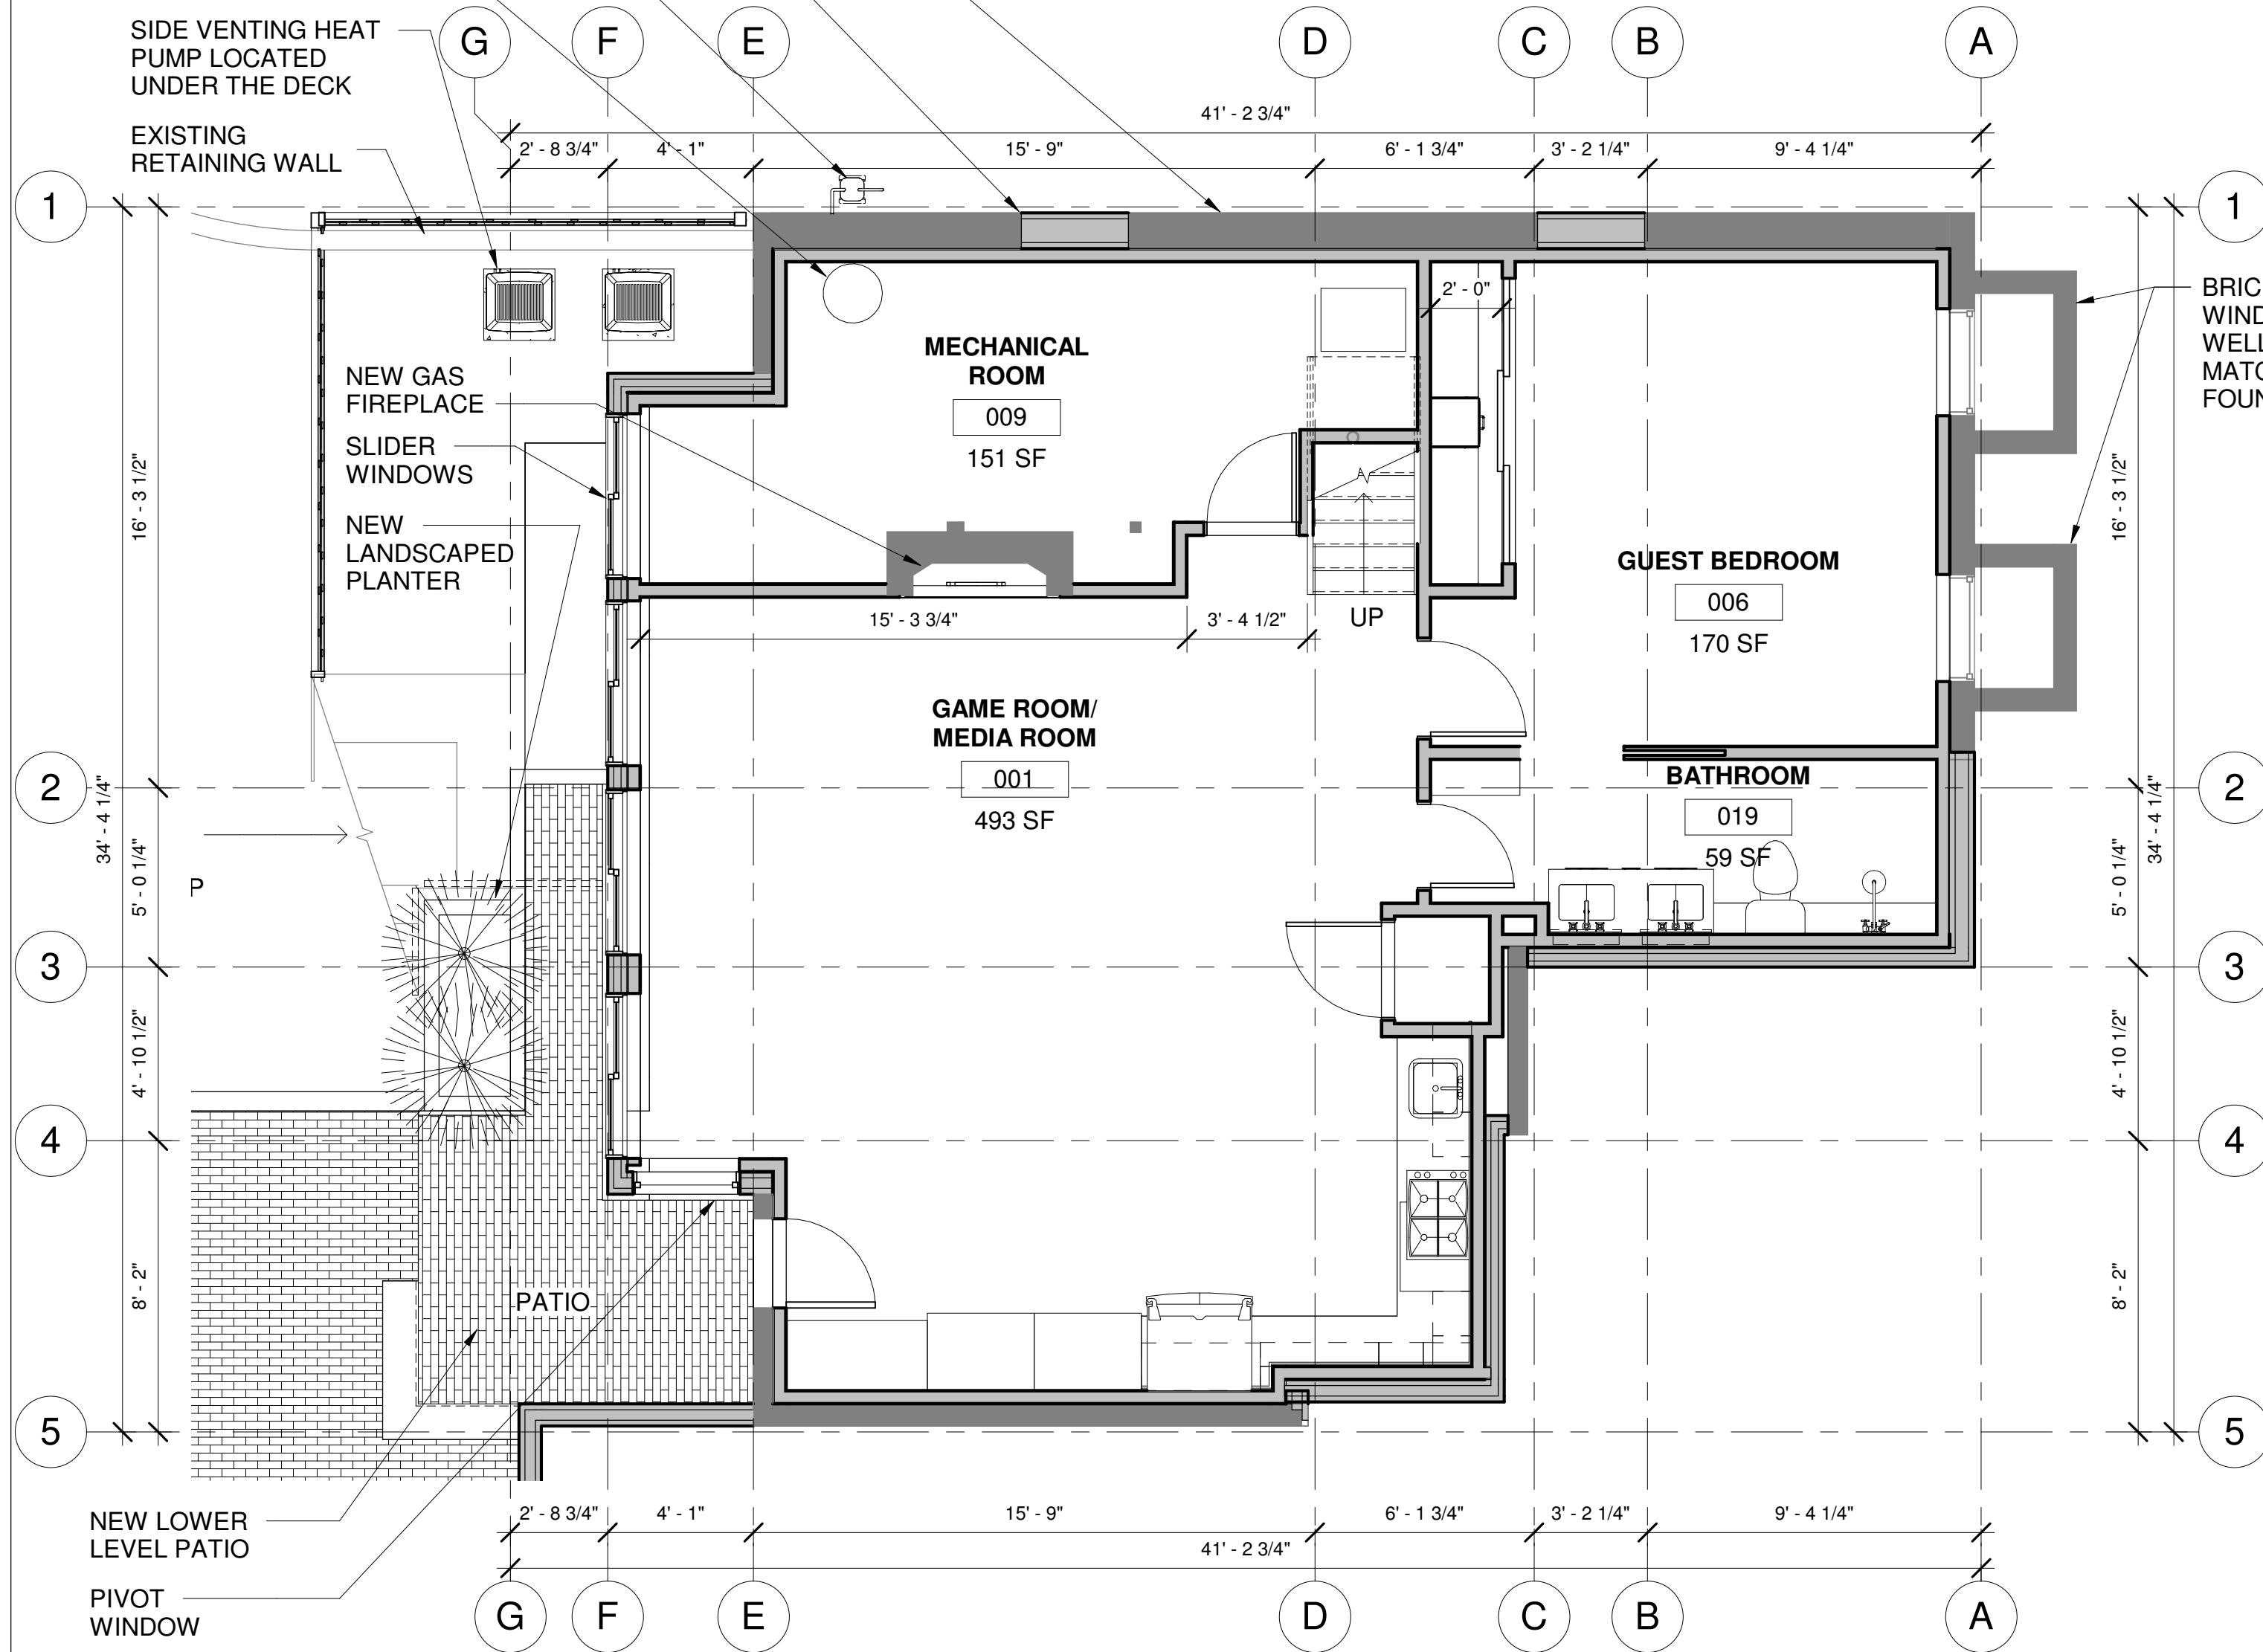 SIDE VENTING HEAT
PUMP LOCATED
UNDER THE DECK
G
F
E
D
C
B
A
41' - 2 3/4"
EXISTING
RETAINING WALL
2' - 8 3/4"
4' - 1"
15' - 9"
6' - 1 3/4"
3' - 2 1/4"
9' - 4 1/4"
1
1
BRIC
WIND
WELL
MATC
FOUN
2' - 0"
MECHANICAL
ROOM
009
151 SF
NEW GAS
FIREPLACE
SLIDER
WINDOWS
NEW
LANDSCAPED
PLANTER
16' - 3 1/2"
16' - 3 1/2"
GUEST BEDROOM
006
170 SF
15' - 3 3/4"
3' - 4 1/2"
UP
GAME ROOM/
MEDIA ROOM
001
493 SF
BATHROOM
019
59 SF
2
2
34' - 4 1/4"
34' - 4 1/4"
P
5' - 0 1/4"
5' - 0 1/4"
3
3
4' - 10 1/2"
4' - 10 1/2"
4
4
8' - 2"
8' - 2"
PATIO
5
5
NEW LOWER
LEVEL PATIO
PIVOT
WINDOW
2' - 8 3/4"
4' - 1"
15' - 9"
6' - 1 3/4"
3' - 2 1/4"
9' - 4 1/4"
41' - 2 3/4"
G
F
E
D
C
B
A